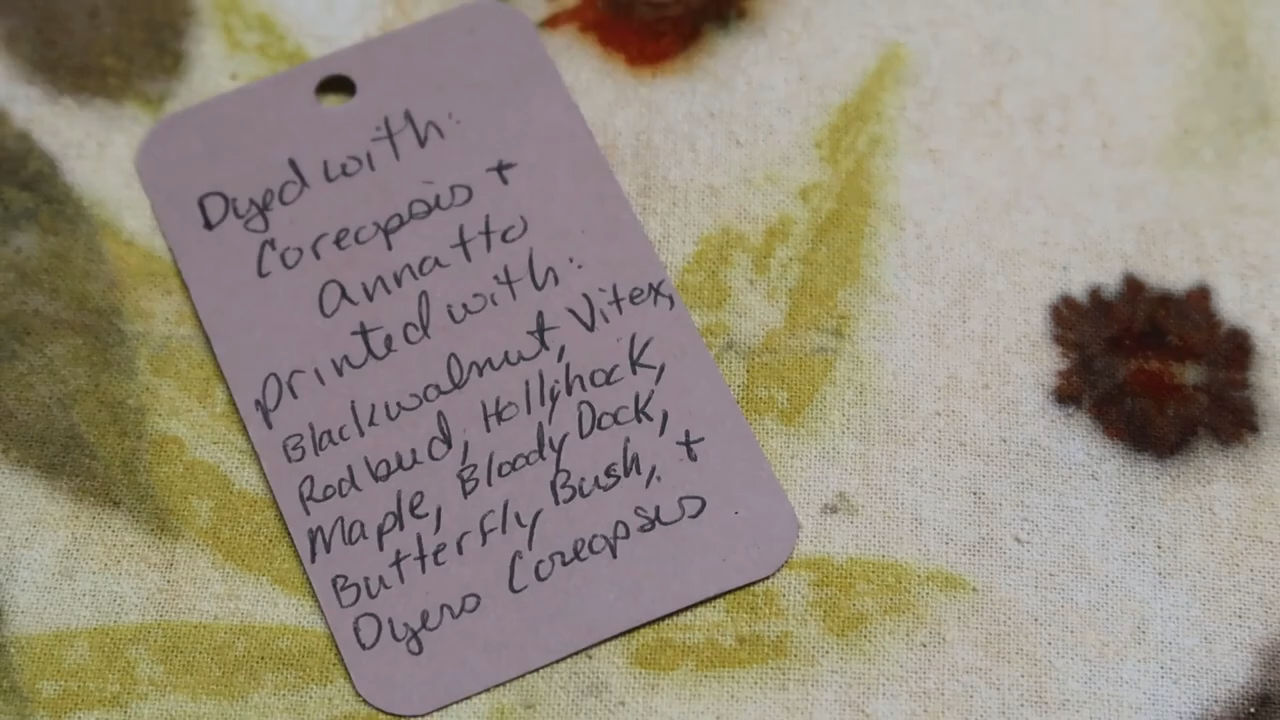 Dyed with:
Coreopsis +
Annatto
printed with:
Blackwalnut, Vitex,
Redbud, Hollyhock,
Maple, Bloody Dock,
Butterfly Bush, +
Dyers Coreopsis